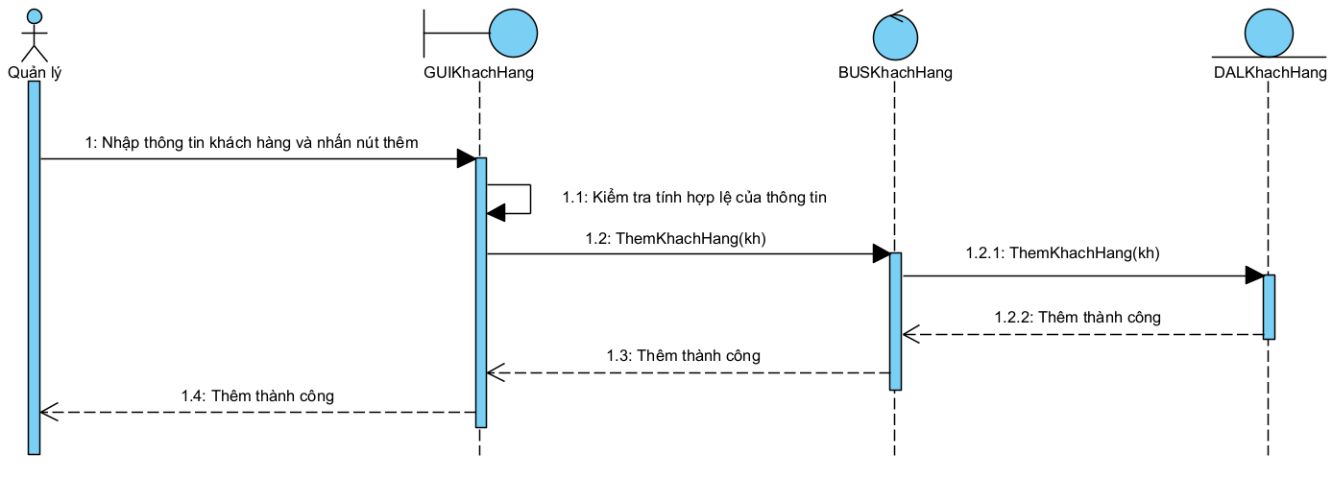 Quản lý
GUIKhachHang
BUSKhachHang
DALKhachHang
1: Nhập thông tin khách hàng và nhấn nút thêm
1.1: Kiểm tra tính hợp lệ của thông tin
1.2: ThemKhachHang(kh)
1.2.1: ThemKhachHang(kh)
1.2.2: Thêm thành công
1.3: Thêm thành công
1.4: Thêm thành công